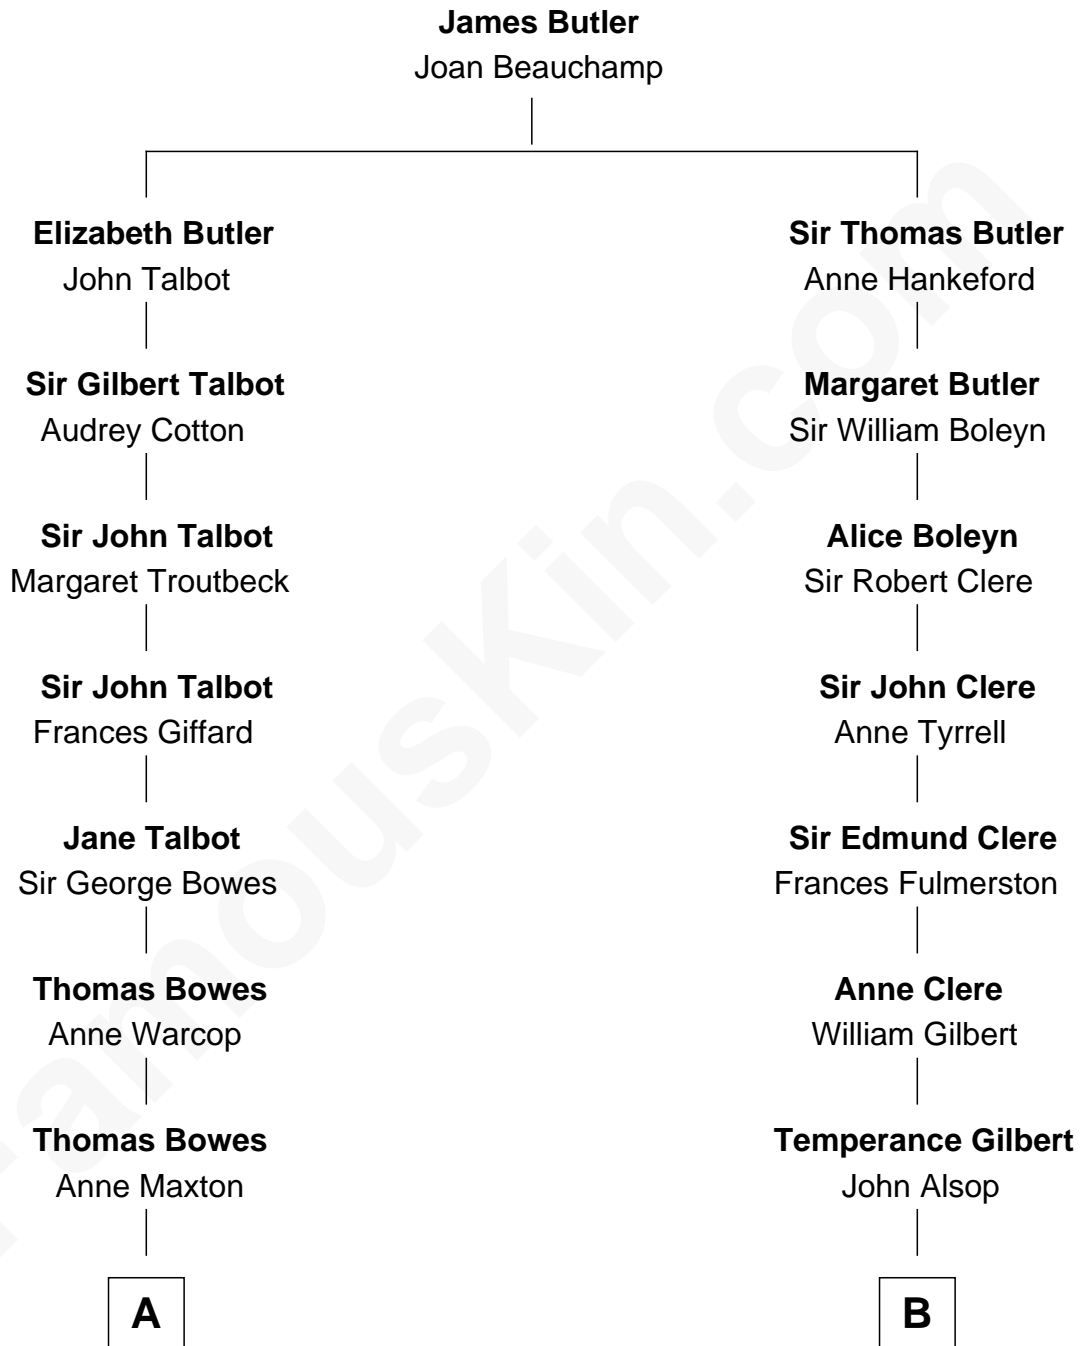 James Butler
Joan Beauchamp
Elizabeth Butler
John Talbot
Sir Thomas Butler
Anne Hankeford
Sir Gilbert Talbot
Audrey Cotton
Margaret Butler
Sir William Boleyn
Sir John Talbot
Margaret Troutbeck
Alice Boleyn
Sir Robert Clere
Sir John Talbot
Frances Giffard
Sir John Clere
Anne Tyrrell
Jane Talbot
Sir George Bowes
Sir Edmund Clere
Frances Fulmerston
Thomas Bowes
Anne Warcop
Anne Clere
William Gilbert
Thomas Bowes
Anne Maxton
Temperance Gilbert
John Alsop
A
B
FamousKin.com